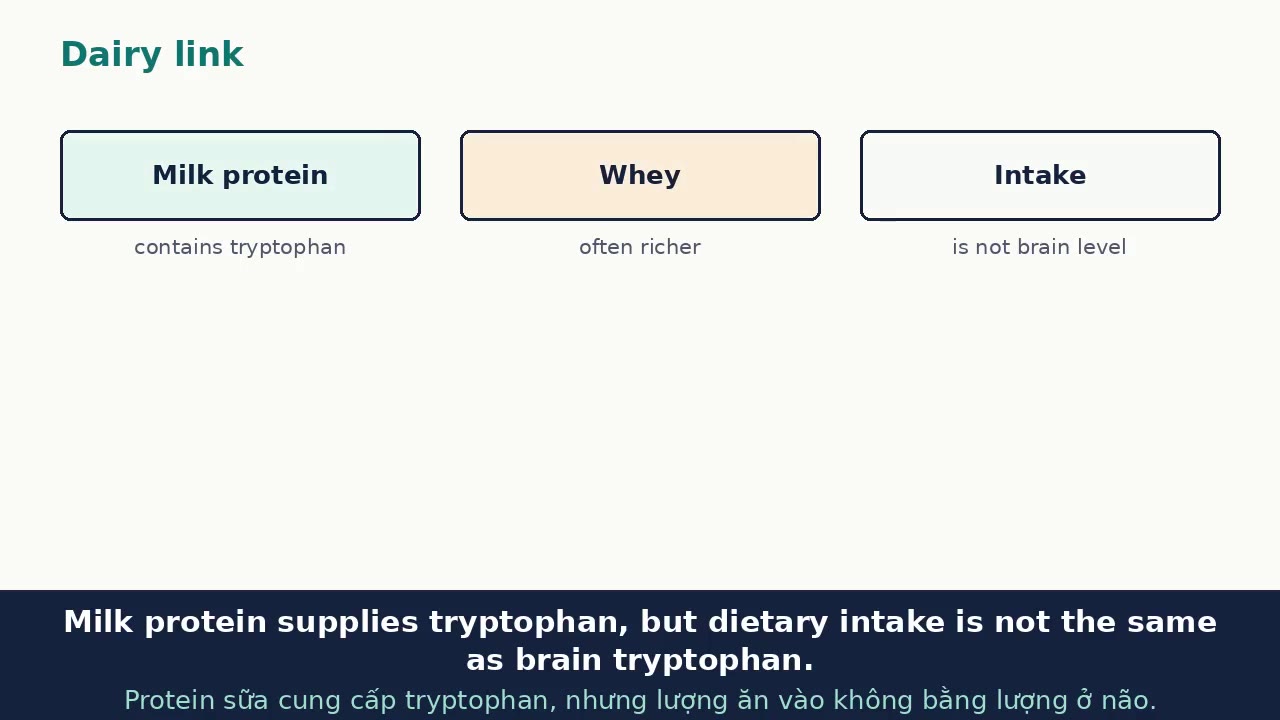 Dairy link
Milk protein
Whey
Intake
contains tryptophan
often richer
is not brain level
Milk protein supplies tryptophan, but dietary intake is not the same
as brain tryptophan.
Protein sữa cung cấp tryptophan, nhưng lượng ăn vào không bằng lượng ở não.